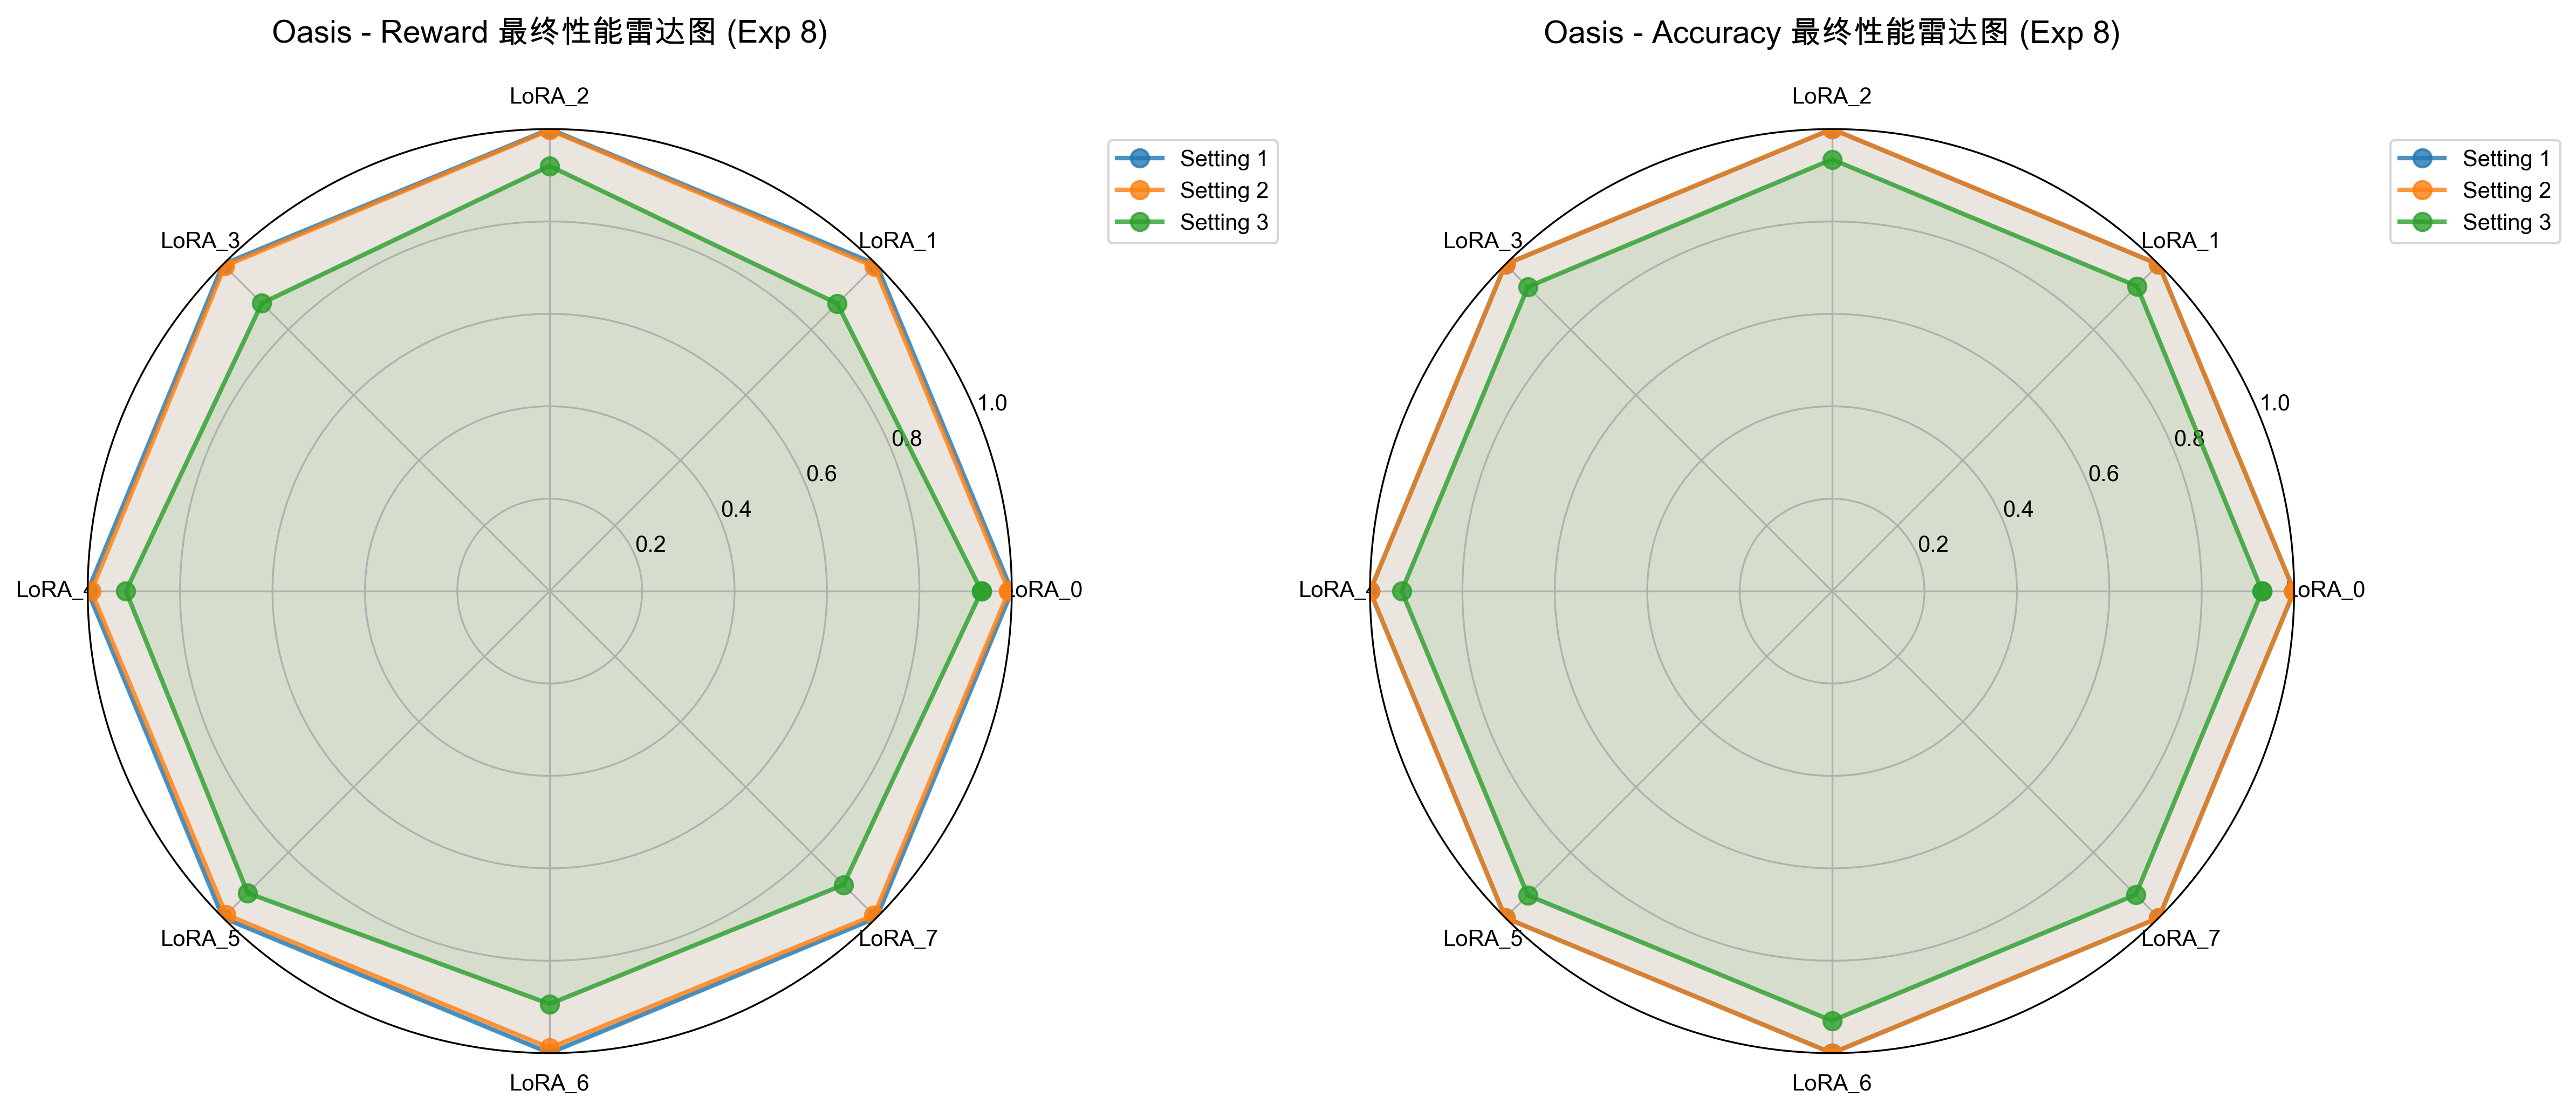 Oasis - Reward 最终性能雷达图 (Exp 8)
LoRA_2
LoRA_3
LoRA_1
1.0
0.8
0.6
0.4
0.2
LoRA_4
LoRA_0
LoRA_5
LoRA_7
LoRA_6
Setting 1
Setting 2
Setting 3
Oasis - Accuracy 最终性能雷达图 (Exp 8)
LoRA_2
LoRA_3
LoRA_1
1.0
0.8
0.6
0.4
0.2
LoRA_4
LoRA_0
LoRA_5
LoRA_7
LoRA_6
Setting 1
Setting 2
Setting 3